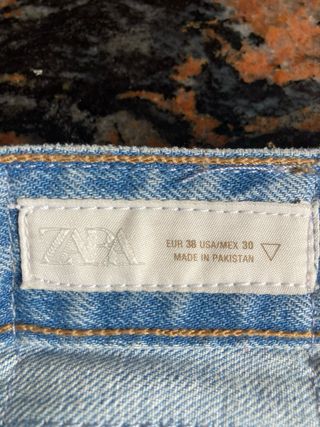 ZARA
EUR 38 USA/MEX 30
MADE IN PAKISTAN